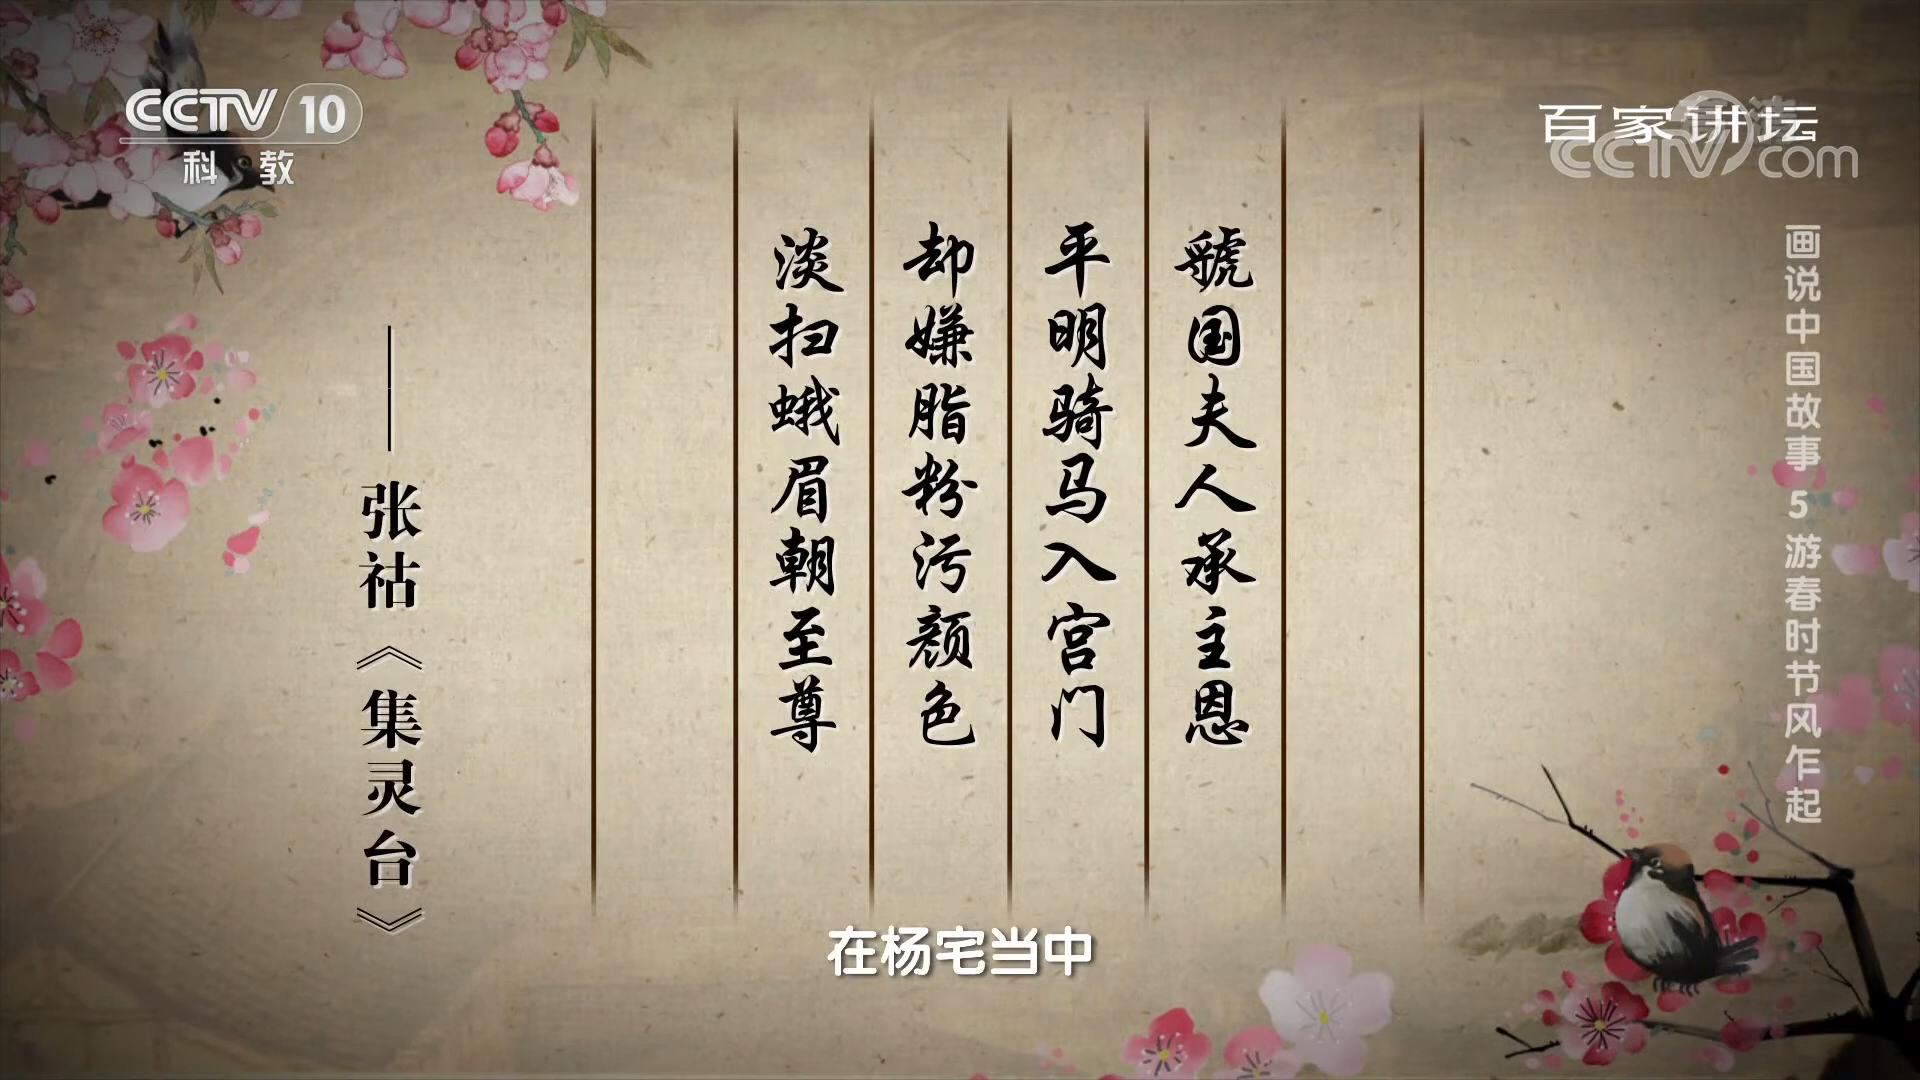 CCTV 10
科教
百家讲坛
CCTV com
画说中国故事 5 游春时节风乍起
虢国夫人承主恩
平明骑马入宫门
却嫌脂粉污颜色
淡扫蛾眉朝至尊
——张祜《集灵台》
在杨宅当中